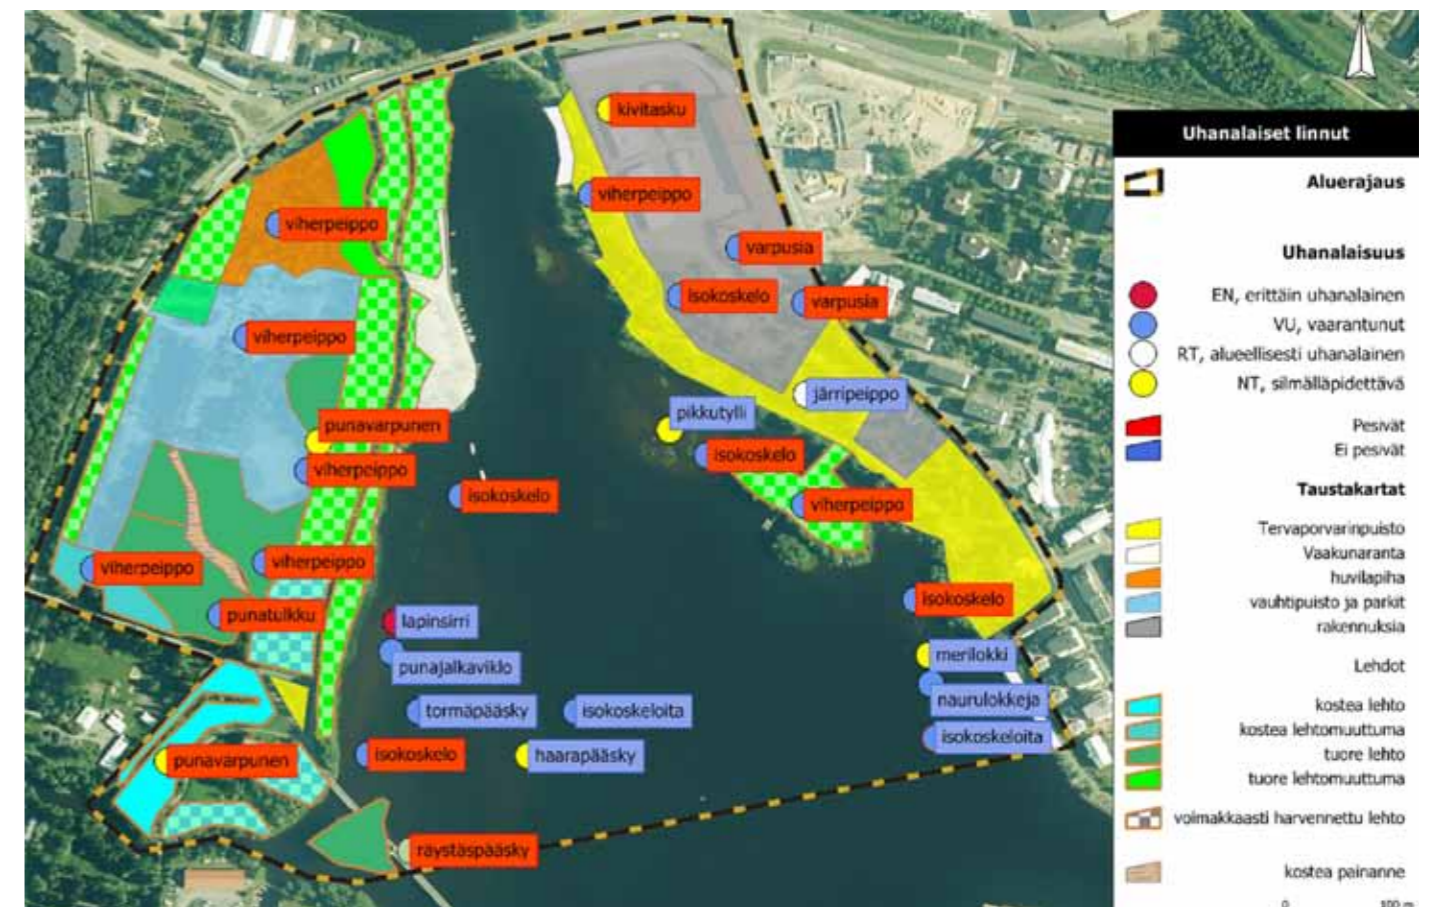 kivitasku
viherpeippo
viherpeippo
varpusia
isokoskelo
varpusia
viherpeippo
järripeippo
pikkutylli
punavarpunen
isokoskelo
viherpeippo
isokoskelo
viherpeippo
viherpeippo
viherpeippo
isokoskelo
punatulkku
lapinsirri
merilokki
punajalkaviklo
naurulokkeja
törmäpääsky
isokoskeloita
isokoskeloita
isokoskelo
haarapääsky
punavarpunen
räystäspääsky
Uhanalaiset linnut
Aluerajaus
Uhanalaisuus
EN, erittäin uhanalainen
VU, vaarantunut
RT, alueellisesti uhanalainen
NT, silmälläpidettävä
Pesivät
Ei pesivät
Taustakartat
Tervaporvarinpuisto
Vaakunaranta
huvilapiha
vauhtipuisto ja parkit
rakennuksia
Lehdot
kostea lehto
kostea lehtomuuttuma
tuore lehto
tuore lehtomuuttuma
voimakkaasti harvennettu lehto
kostea painanne
0 100 m